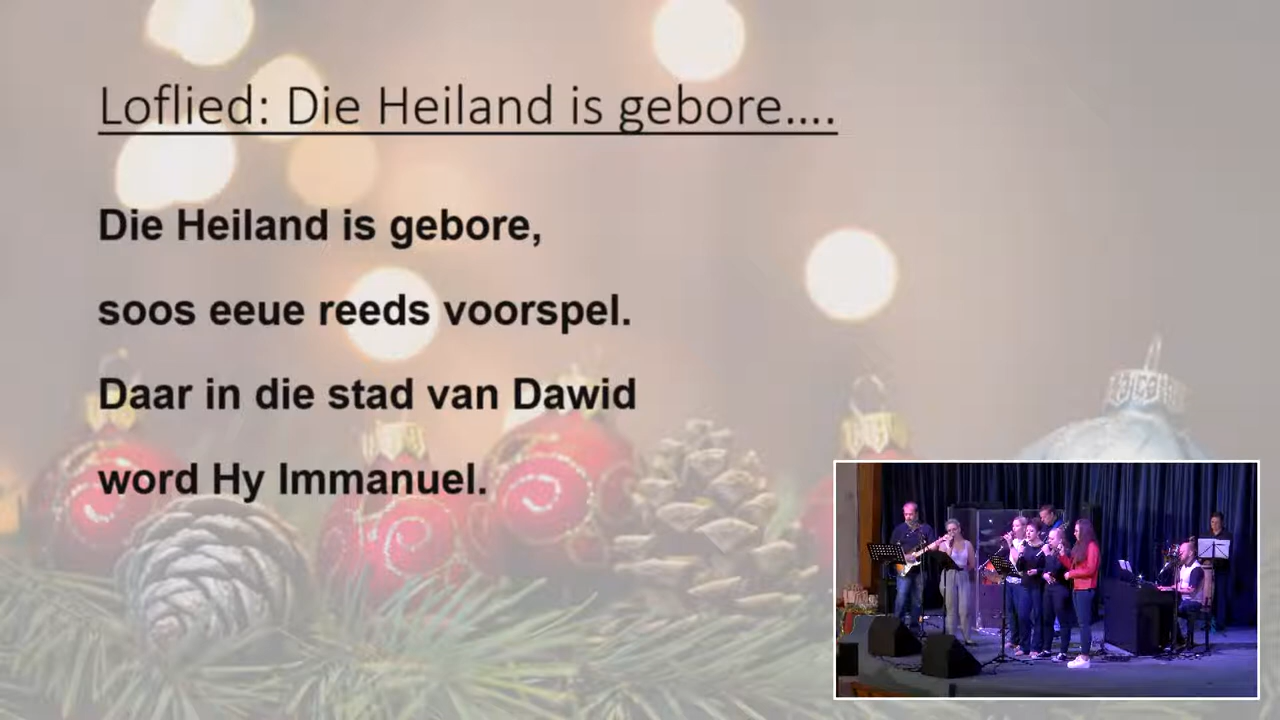 Loflied: Die Heiland is gebore....
Die Heiland is gebore,
soos eeue reeds voorspel.
Daar in die stad van Dawid
word Hy Immanuel.